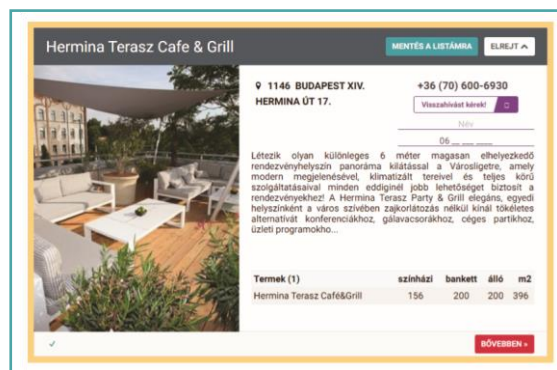 Hermina Terasz Cafe & Grill
MENTÉS A LISTÁMRA
ELREJT
1146 BUDAPEST XIV.
HERMINA ÚT 17.
+36 (70) 600-6930
Visszahívást kérek!
Név
06 __ ___ ____
Létezik olyan különleges 6 méter magasan elhelyezkedő
rendezvényhelyszín panoráma kilátással a Városligetre, amely
modern megjelenésével, klimatizált tereivel és teljes körű
szolgáltatásaival minden eddiginél jobb lehetőséget biztosít a
rendezvényekhez! A Hermina Terasz Party & Grill elegáns, egyedi
helyszínként a város szívében zajkorlátozás nélkül kínál tökéletes
alternatívát konferenciákhoz, gálavacsorákhoz, céges partikhoz,
üzleti programokho...
Termek (1) színházi bankett álló m2
Hermina Terasz Café&Grill 156 200 200 396
BŐVEBBEN »